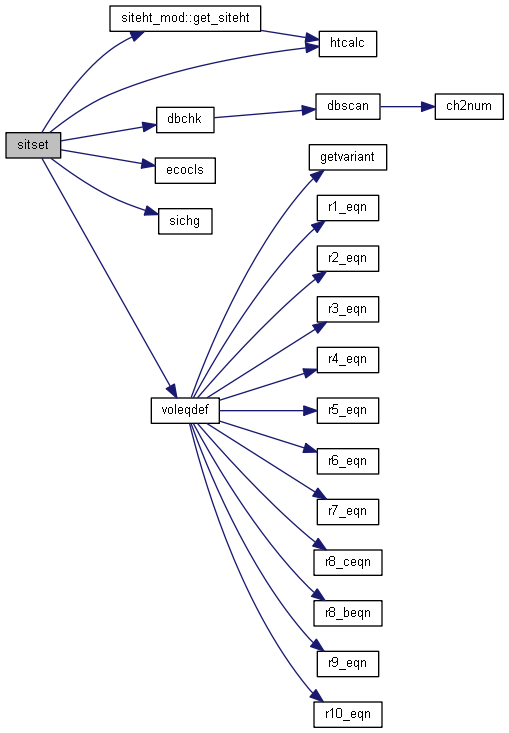 siteht_mod::get_siteht
htcalc
dbscan
ch2num
dbchk
sitset
getvariant
ecocls
r1_eqn
sichg
r2_eqn
r3_eqn
r4_eqn
voleqdef
r5_eqn
r6_eqn
r7_eqn
r8_ceqn
r8_beqn
r9_eqn
r10_eqn